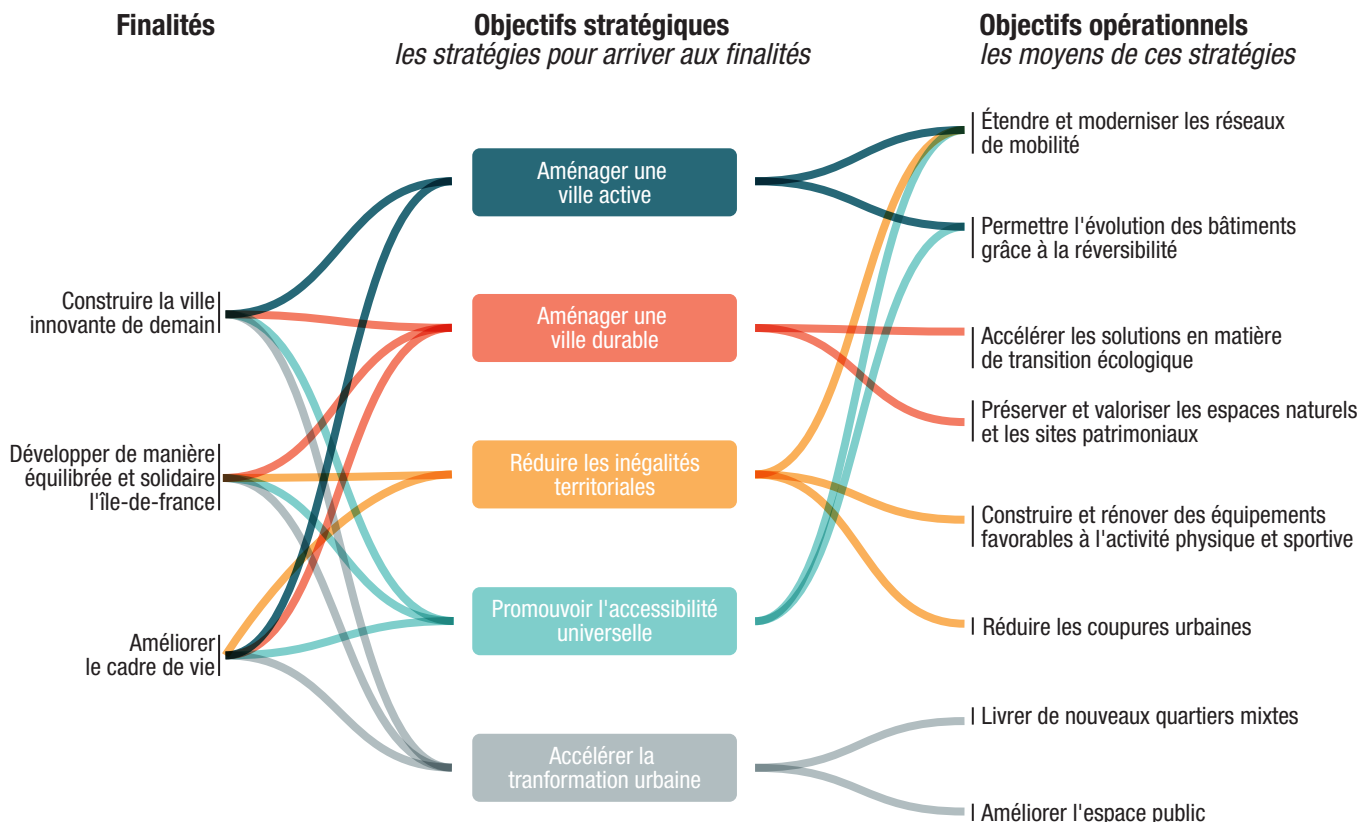 Finalités
Objectifs stratégiques
les stratégies pour arriver aux finalités
Objectifs opérationnels
les moyens de ces stratégies
Construire la ville
innovante de demain
Développer de manière
équilibrée et solidaire
l'île-de-france
Améliorer
le cadre de vie
Aménager une
ville active
Aménager une
ville durable
Réduire les inégalités
territoriales
Promouvoir l'accessibilité
universelle
Accélérer la
tranformation urbaine
Étendre et moderniser les réseaux
de mobilité
Permettre l'évolution des bâtiments
grâce à la réversibilité
Accélérer les solutions en matière
de transition écologique
Préserver et valoriser les espaces naturels
et les sites patrimoniaux
Construire et rénover des équipements
favorables à l'activité physique et sportive
Réduire les coupures urbaines
Livrer de nouveaux quartiers mixtes
Améliorer l'espace public